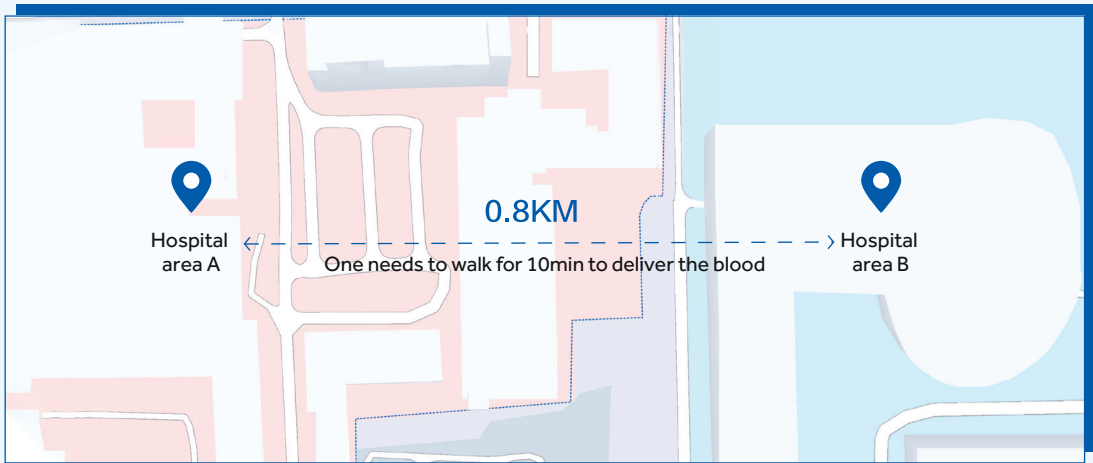 0.8KM
Hospital
area A
One needs to walk for 10min to deliver the blood
Hospital
area B